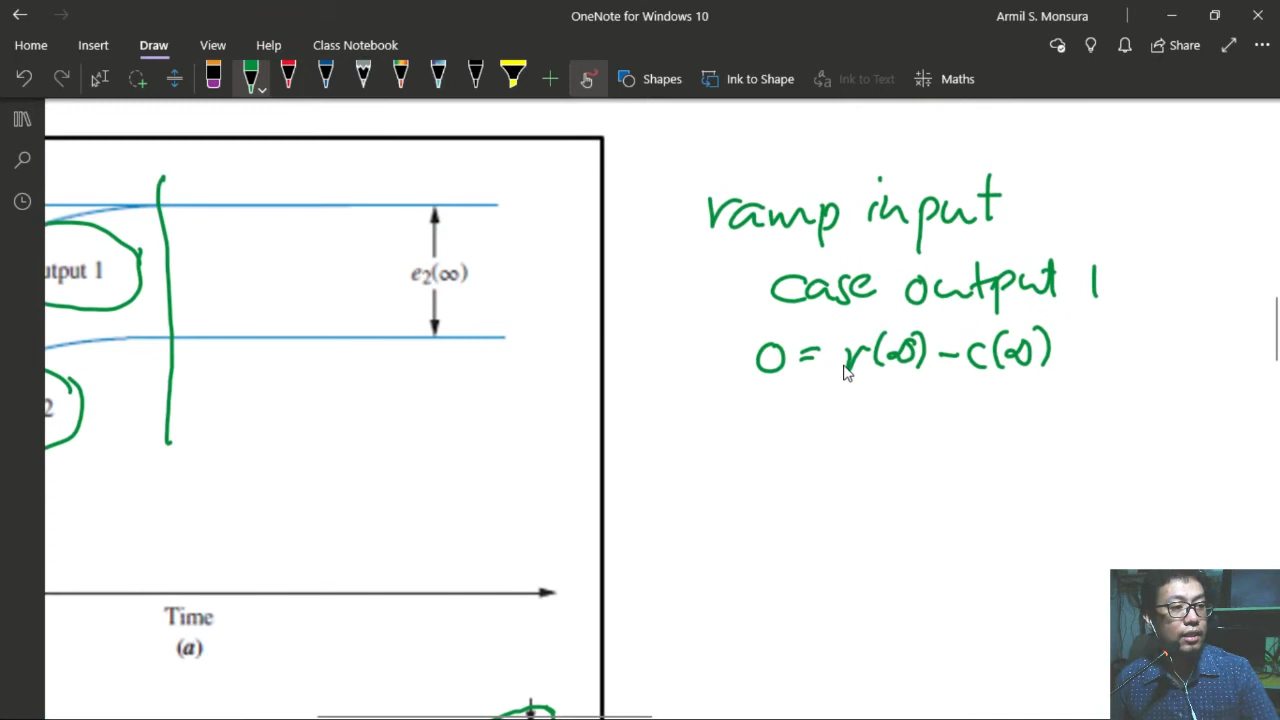 OneNote for Windows 10
Armil S. Monsura
Home Insert Draw View Help Class Notebook
Share
Shapes Ink to Shape Ink to Text Maths
ramp input
case output 1
0 = r(∞) - c(∞)
utput 1
e2(∞)
2
Time
(a)